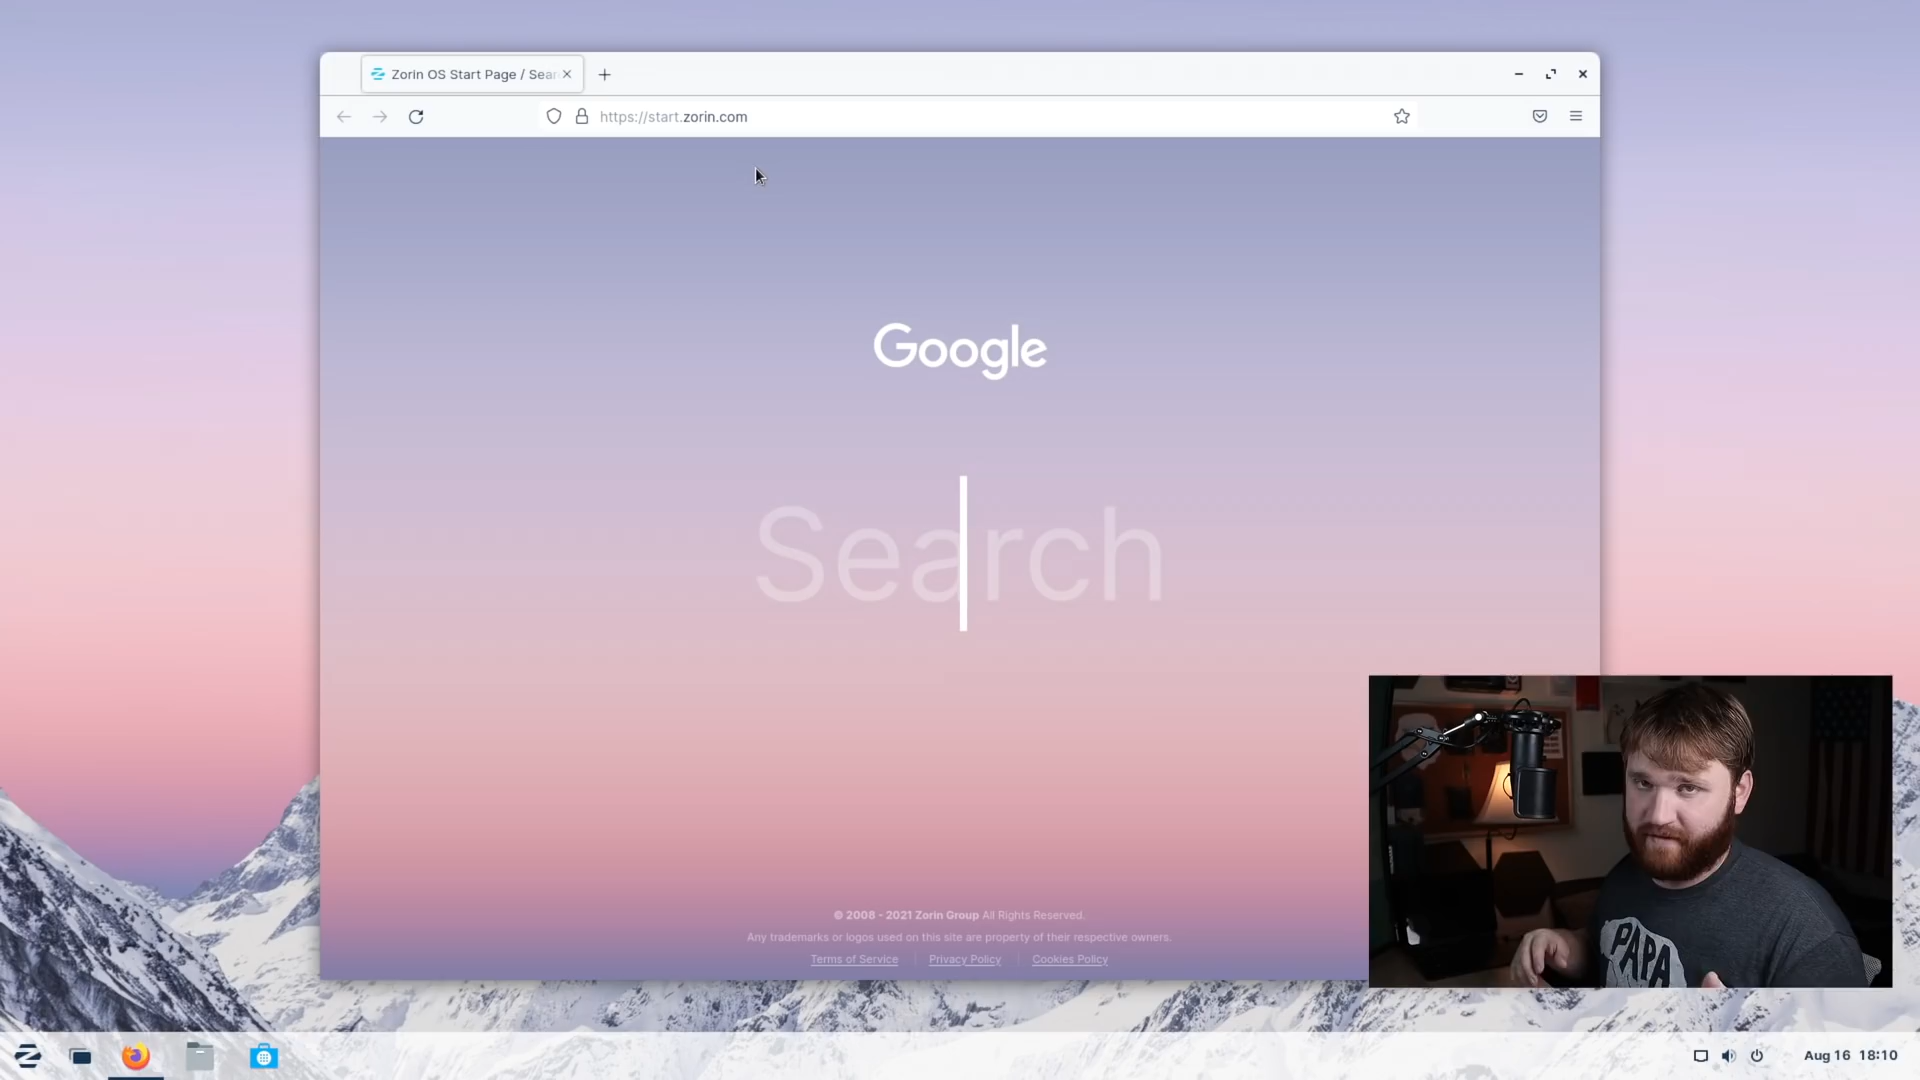 Zorin OS Start Page / Sear
https://start.zorin.com
Google
Search
© 2008 - 2021 Zorin Group All Rights Reserved.
Any trademarks or logos used on this site are property of their respective owners.
Terms of Service
Privacy Policy
Cookies Policy
PAPA
Aug 16 18:10